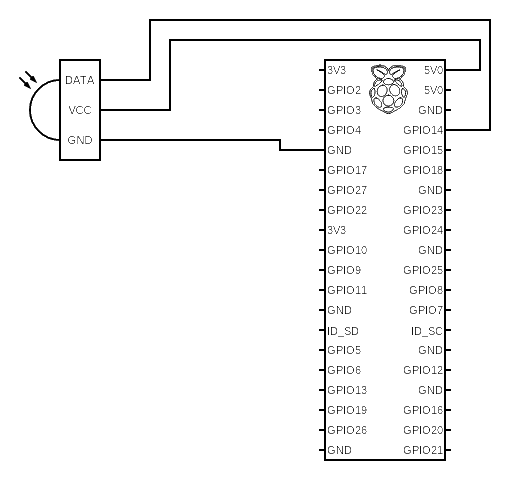 DATA
VCC
GND
3V3 5V0
GPIO2 5V0
GPIO3 GND
GPIO4 GPIO14
GND GPIO15
GPIO17 GPIO18
GPIO27 GND
GPIO22 GPIO23
3V3 GPIO24
GPIO10 GND
GPIO9 GPIO25
GPIO11 GPIO8
GND GPIO7
ID_SD ID_SC
GPIO5 GND
GPIO6 GPIO12
GPIO13 GND
GPIO19 GPIO16
GPIO26 GPIO20
GND GPIO21